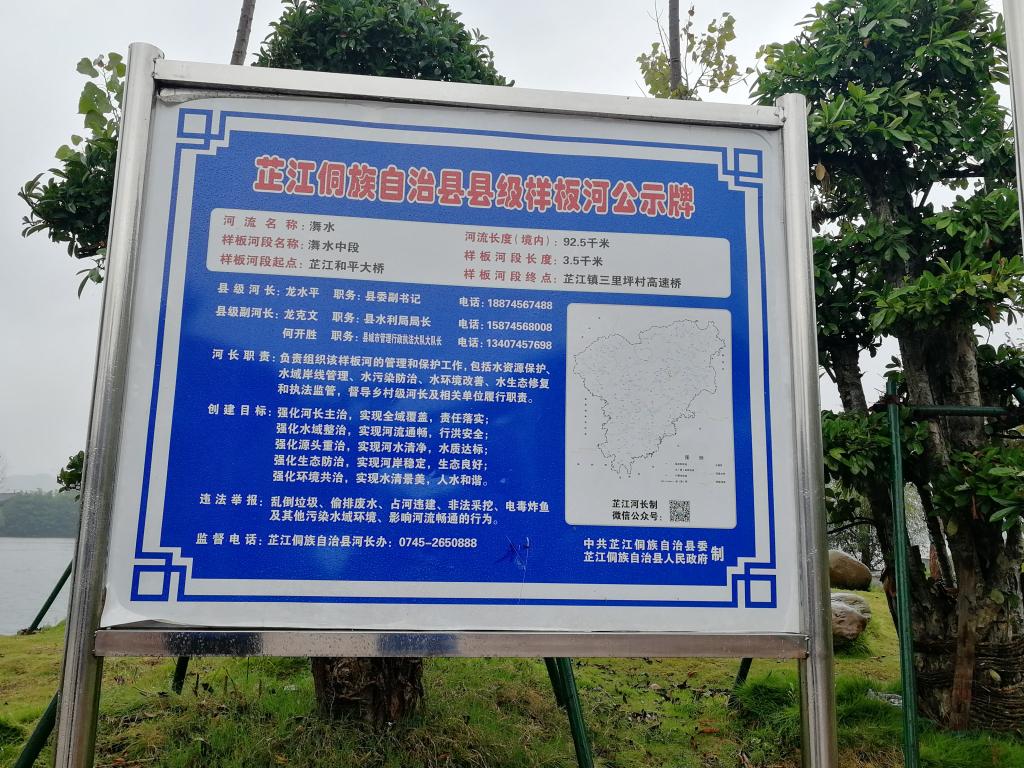 芷江侗族自治县县级样板河公示牌
河流名称：㵲水
河流长度（境内）：92.5千米
样板河段名称：㵲水中段
样板河段长度：3.5千米
样板河段起点：芷江和平大桥
样板河段终点：芷江镇三里坪村高速桥
县级河长：龙水平 职务：县委副书记 电话：18874567488
县级副河长：龙克文 职务：县水利局局长 电话：15874568008
何开胜 职务：县城市管理行政执法大队大队长 电话：13407457698
河长职责：负责组织该样板河的管理和保护工作，包括水资源保护、
水域岸线管理、水污染防治、水环境改善、水生态修复
和执法监管，督导乡村级河长及相关单位履行职责。
创建目标：强化河长主治，实现全域覆盖，责任落实；
强化水域整治，实现河流通畅，行洪安全；
强化源头重治，实现河水清净，水质达标；
强化生态防治，实现河岸稳定，生态良好；
强化环境共治，实现水清景美，人水和谐。
违法举报：乱倒垃圾、偷排废水、占河违建、非法采挖、电毒炸鱼
及其他污染水域环境、影响河流畅通的行为。
监督电话：芷江侗族自治县河长办：0745-2650888
图例
芷江河长制
微信公众号：
中共芷江侗族自治县委
芷江侗族自治县人民政府 制